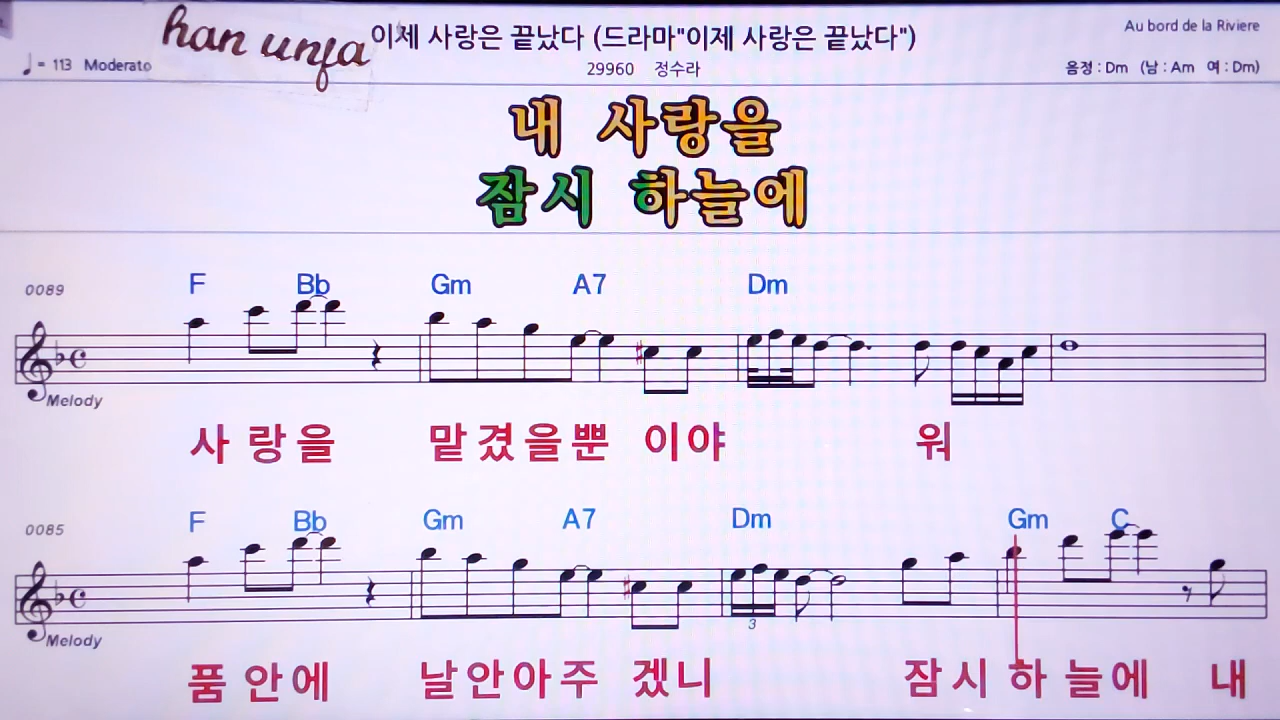 han unfa
이제 사랑은 끝났다 (드라마"이제 사랑은 끝났다")
Au bord de la Riviere
♩ = 113 Moderato
29960 정수라
음정 : Dm (남 : Am 여 : Dm)
내 사랑을
잠시 하늘에
0089
F Bb Gm A7 Dm
Melody
사랑을 맡겼을뿐 이야 워
0085
F Bb Gm A7 Dm Gm C
3
Melody
품안에 날안아주 겠니 잠시하늘에 내